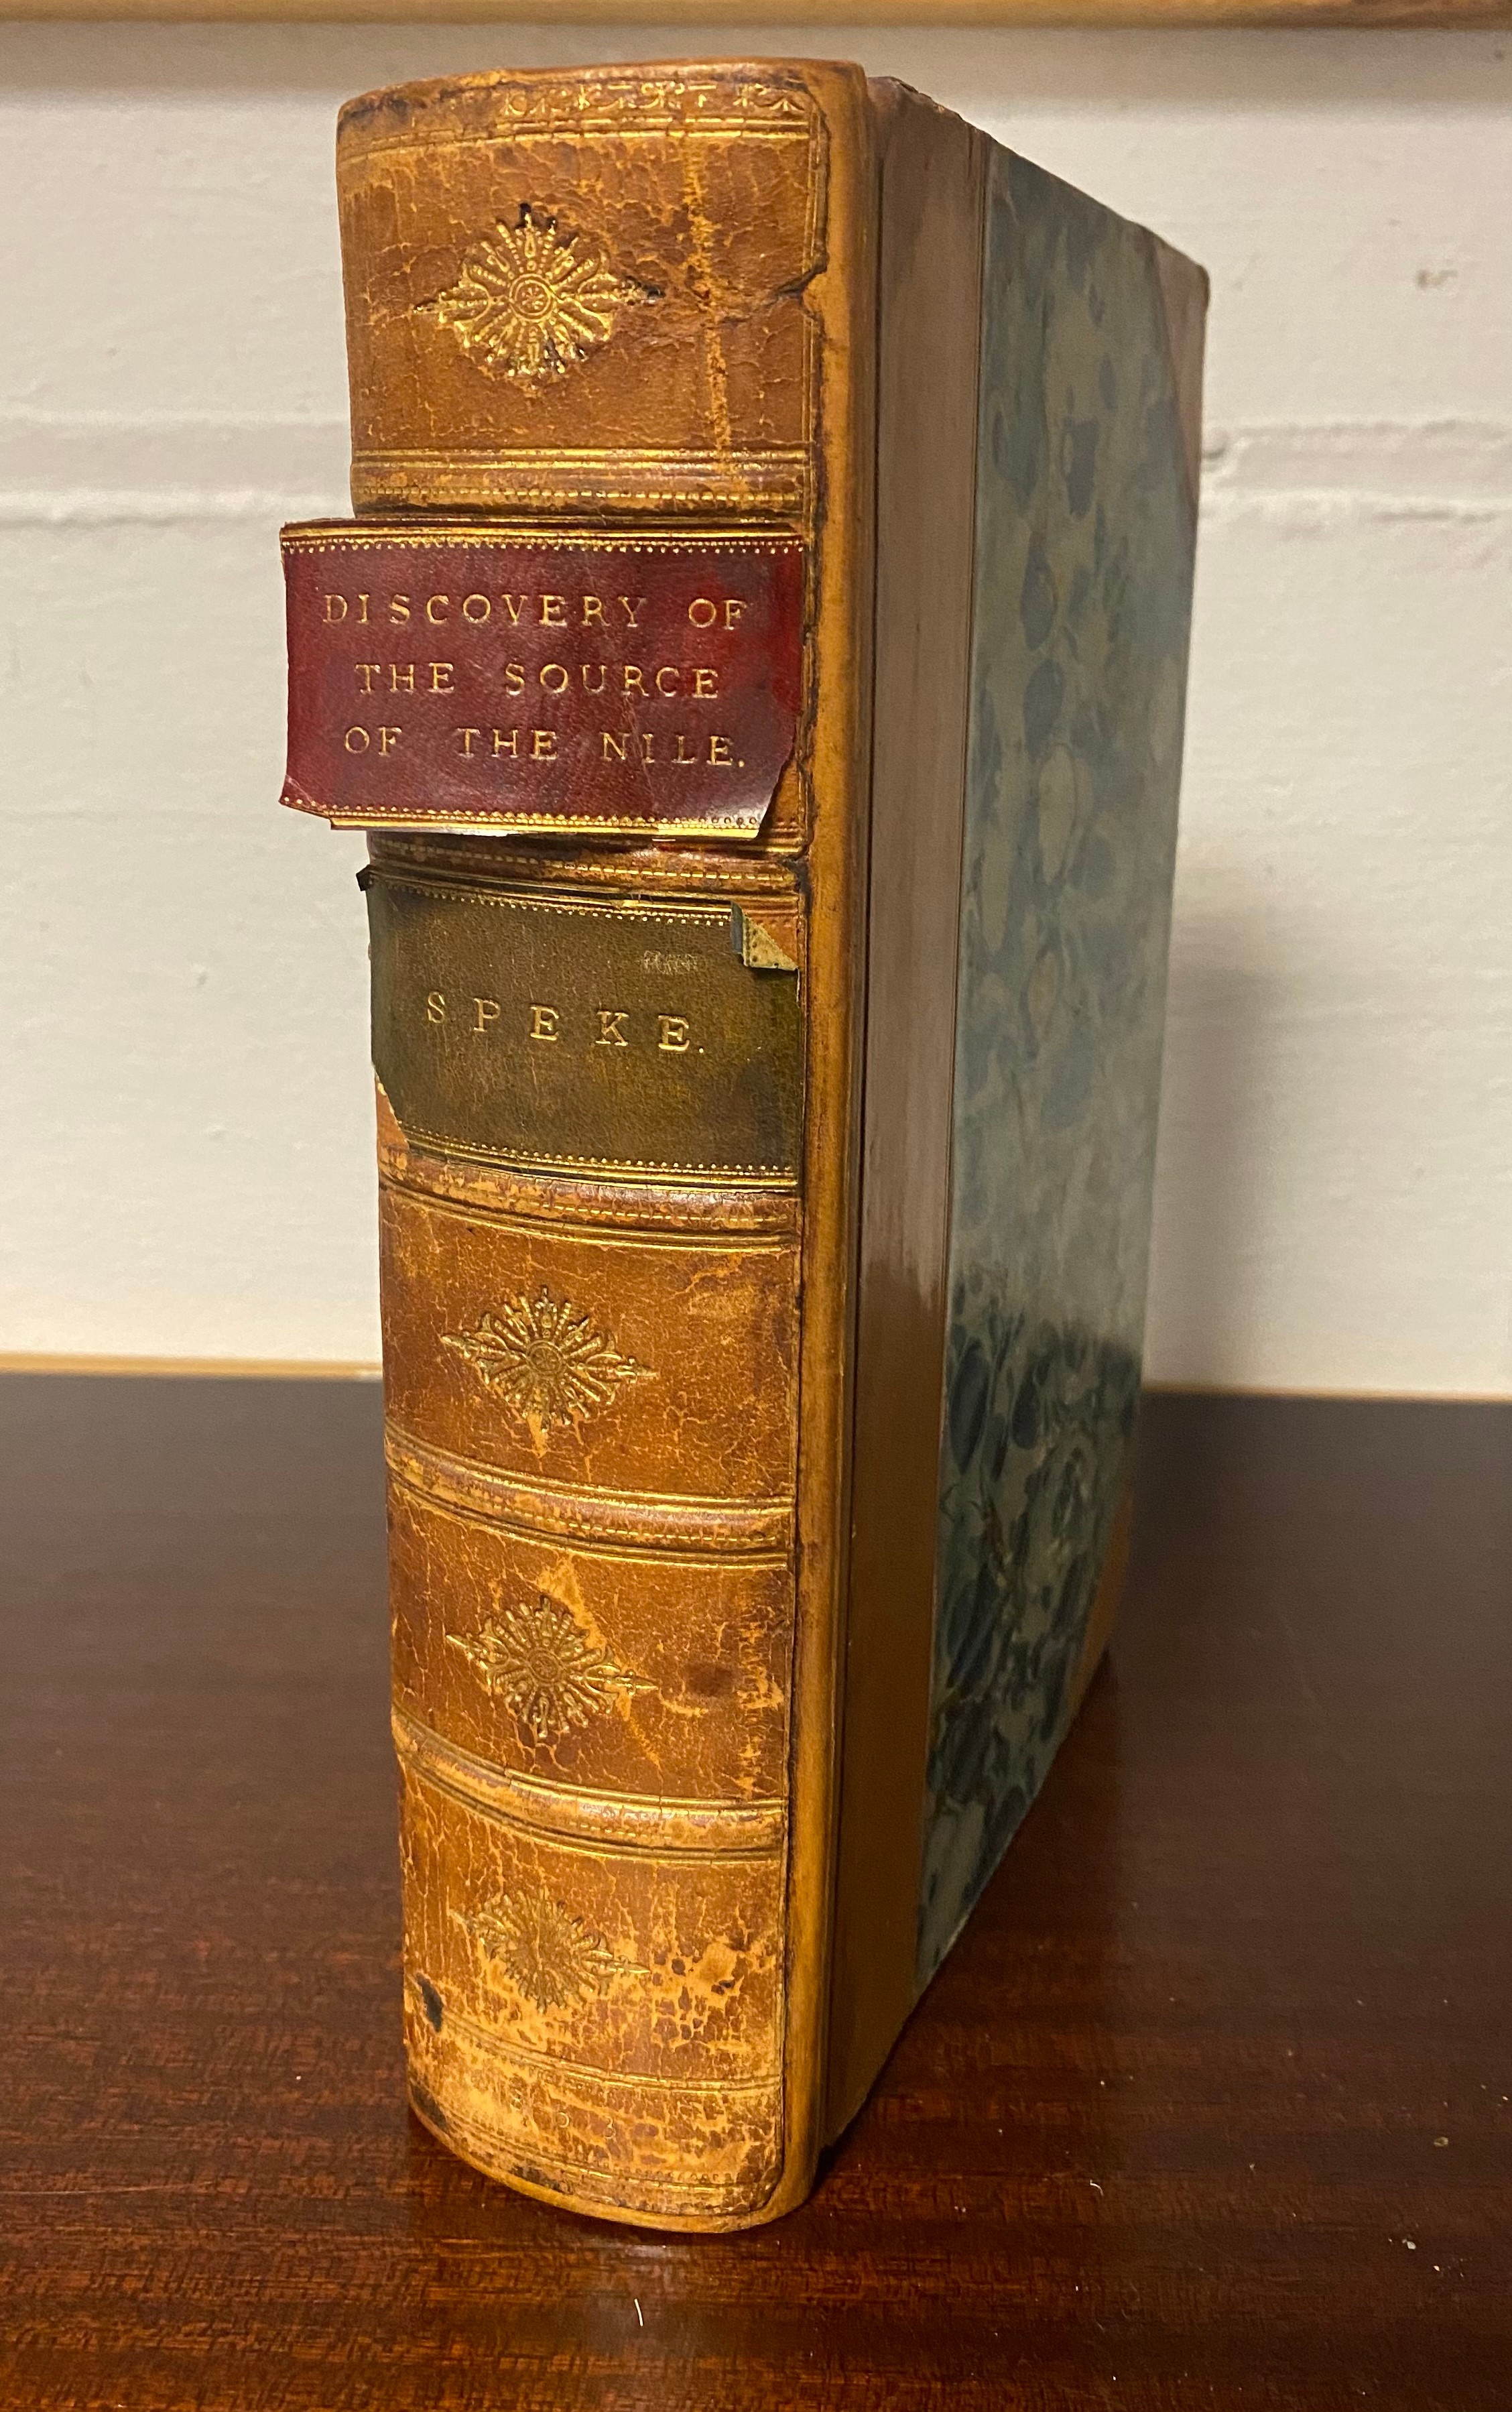 DISCOVERY OF
THE SOURCE
OF THE NILE.
SPEKE.